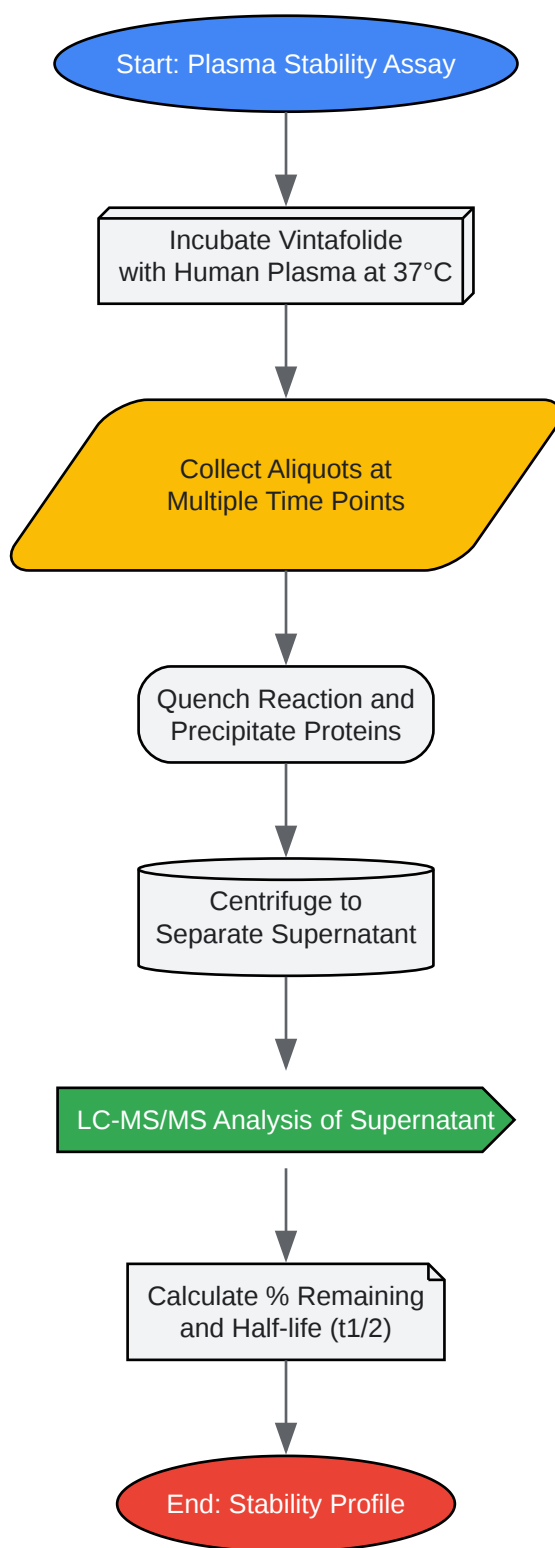 Start: Plasma Stability Assay
Incubate Vintafolide
with Human Plasma at 37°C
Collect Aliquots at
Multiple Time Points
Quench Reaction and
Precipitate Proteins
Centrifuge to
Separate Supernatant
LC-MS/MS Analysis of Supernatant
Calculate % Remaining
and Half-life (t1/2)
End: Stability Profile